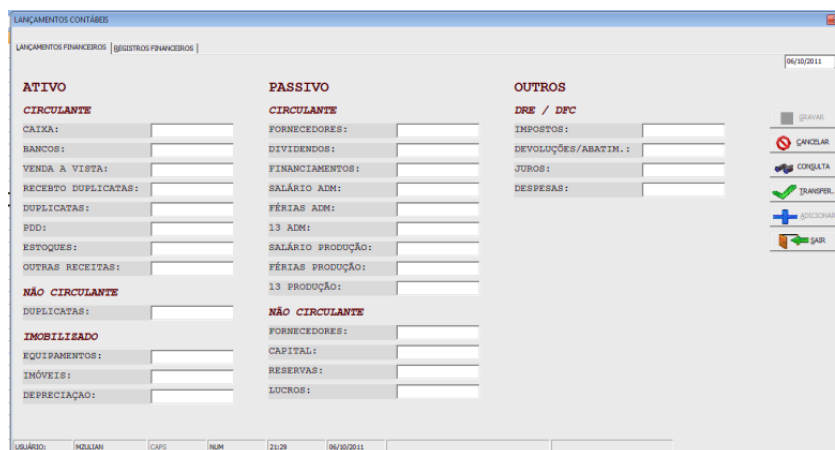 LANÇAMENTOS CONTÁBEIS
LANÇAMENTOS FINANCEIROS
REGISTROS FINANCEIROS
06/10/2011
ATIVO
CIRCULANTE
CAIXA:
BANCOS:
VENDA A VISTA:
RECEBTO DUPLICATAS:
DUPLICATAS:
PDD:
ESTOQUES:
OUTRAS RECEITAS:
NÃO CIRCULANTE
DUPLICATAS:
IMOBILIZADO
EQUIPAMENTOS:
IMÓVEIS:
DEPRECIAÇAO:
PASSIVO
CIRCULANTE
FORNECEDORES:
DIVIDENDOS:
FINANCIAMENTOS:
SALÁRIO ADM:
FÉRIAS ADM:
13 ADM:
SALÁRIO PRODUÇÃO:
FÉRIAS PRODUÇÃO:
13 PRODUÇÃO:
NÃO CIRCULANTE
FORNECEDORES:
CAPITAL:
RESERVAS:
LUCROS:
OUTROS
DRE / DFC
IMPOSTOS:
DEVOLUÇÕES/ABATIM.:
JUROS:
DESPESAS:
GRAVAR
CANCELAR
CONSULTA
TRANSFER.
ADICIONAR
SAIR
USUÁRIO: MZULIAN CAPS NUM 21:29 06/10/2011